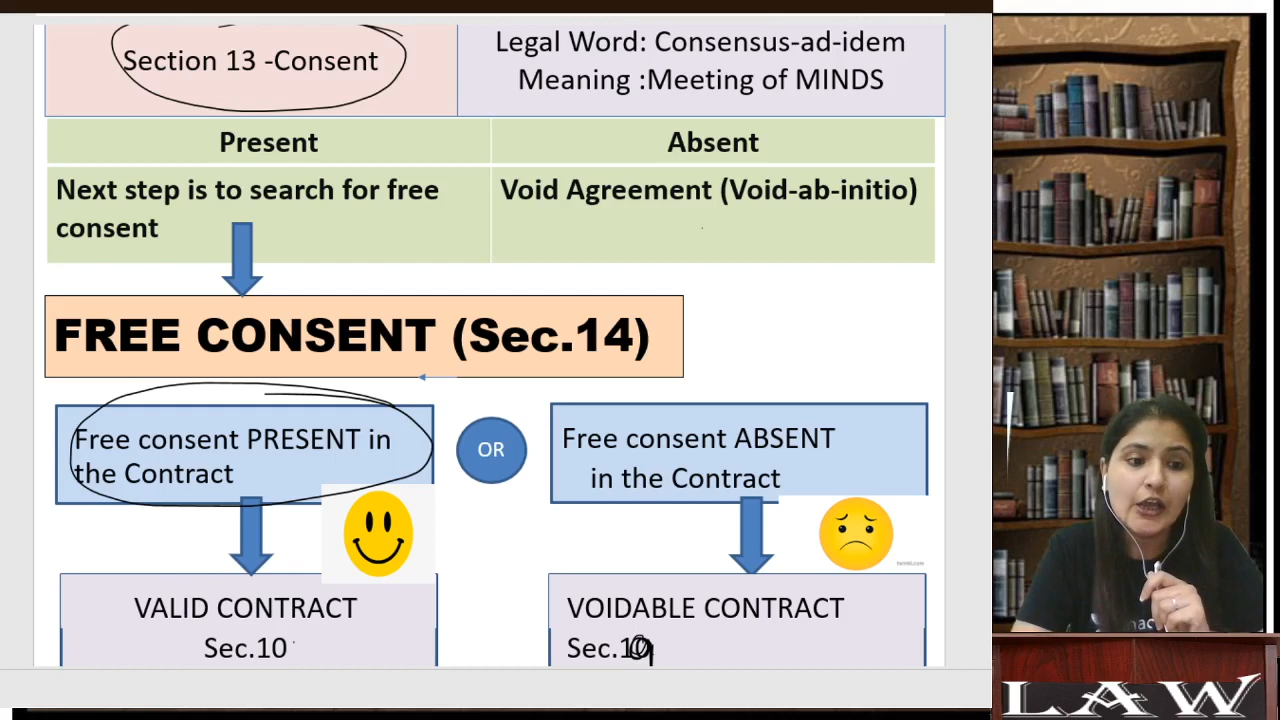 Section 13 -Consent
Legal Word: Consensus-ad-idem
Meaning :Meeting of MINDS
Present
Absent
Next step is to search for free
consent
Void Agreement (Void-ab-initio)
FREE CONSENT (Sec.14)
Free consent PRESENT in
the Contract
OR
Free consent ABSENT
in the Contract
VALID CONTRACT
Sec.10
VOIDABLE CONTRACT
Sec.
LAW